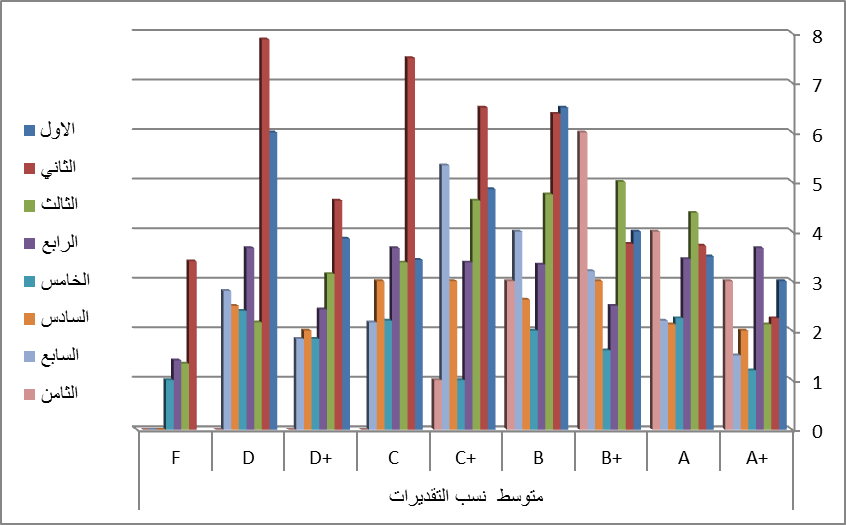 الاول
الثاني
الثالث
الرابع
الخامس
السادس
السابع
الثامن
8
7
6
5
4
3
2
1
0
F D D+ C C+ B B+ A A+
متوسط نسب التقديرات